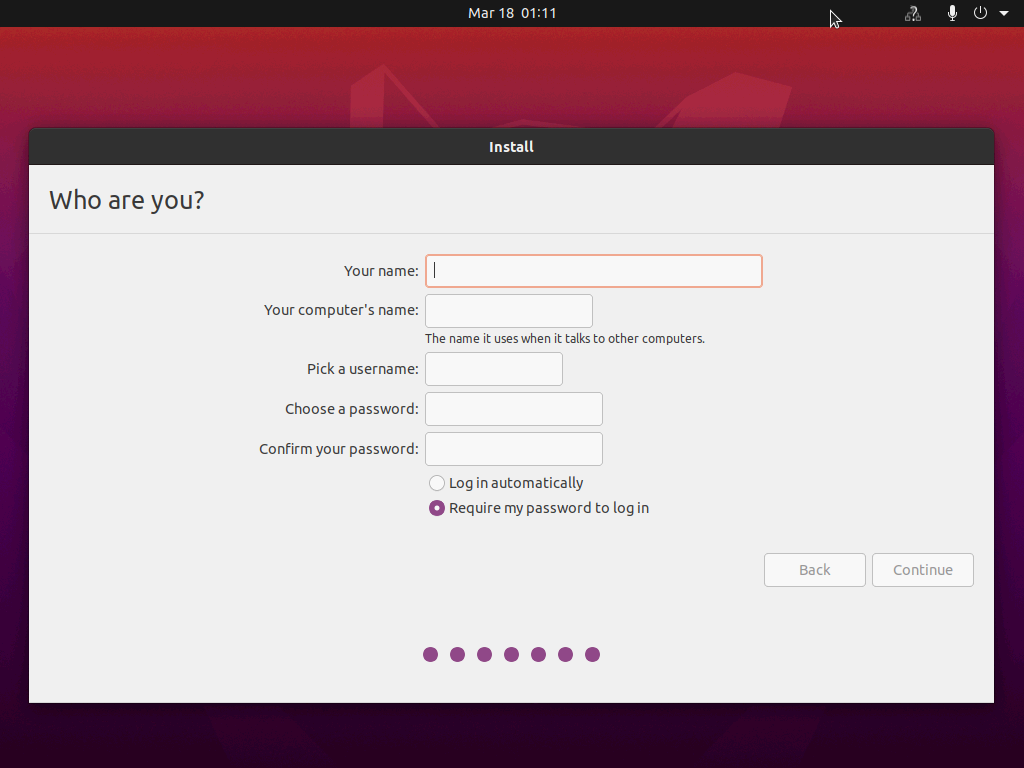 Mar 18 01:11
Install
Who are you?
Your name:
Your computer's name:
The name it uses when it talks to other computers.
Pick a username:
Choose a password:
Confirm your password:
Log in automatically
Require my password to log in
Back Continue